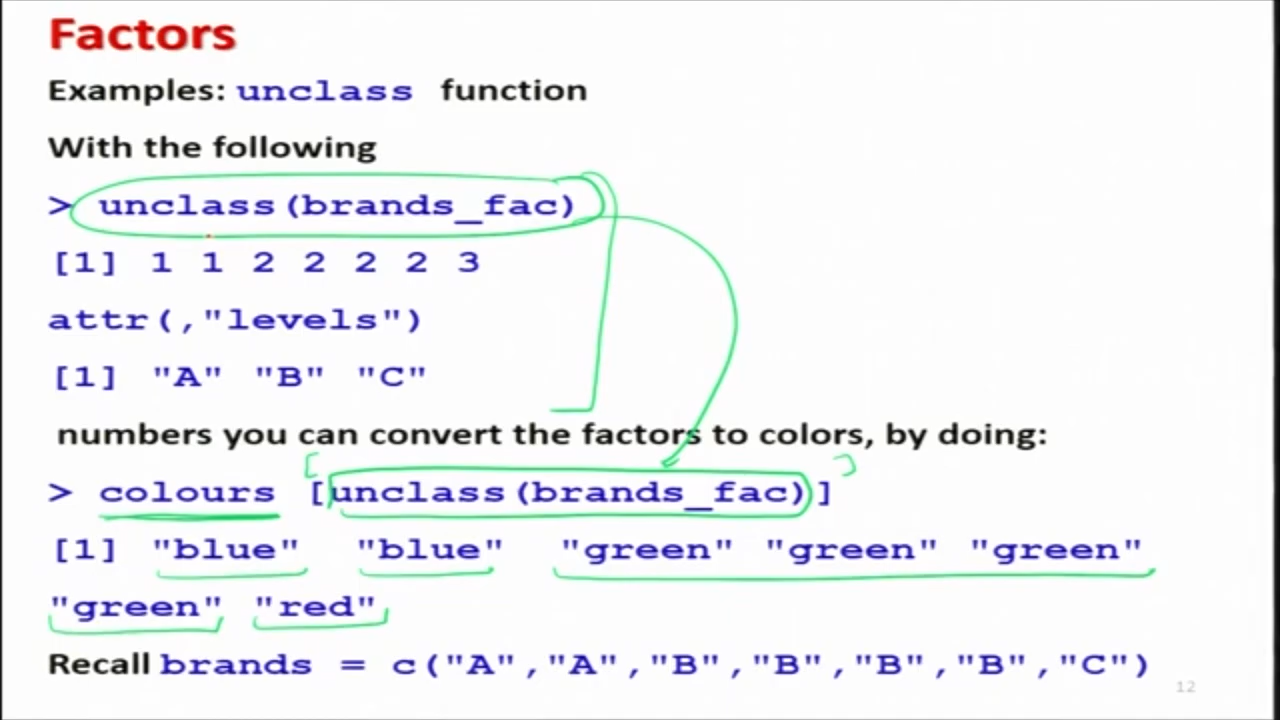 Factors
Examples: unclass function
With the following
> unclass(brands_fac)
[1] 1 1 2 2 2 2 3
attr(,"levels")
[1] "A" "B" "C"
numbers you can convert the factors to colors, by doing:
> colours [unclass(brands_fac)]
[1] "blue" "blue" "green" "green" "green"
"green" "red"
Recall brands = c("A","A","B","B","B","B","C")
12